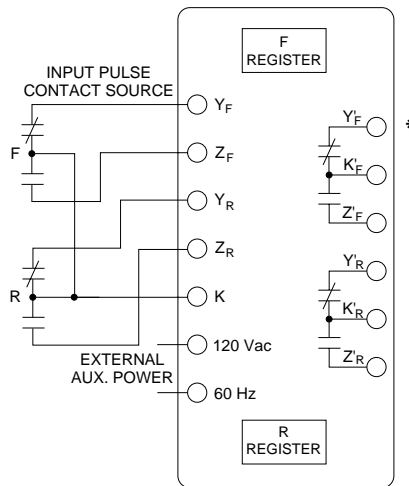 F
REGISTER
INPUT PULSE
CONTACT SOURCE
Y_F
Z_F
Y_R
Z_R
K
120 Vac
60 Hz
F
R
EXTERNAL
AUX. POWER
Y'_F
*
K'_F
Z'_F
Y'_R
K'_R
Z'_R
R
REGISTER